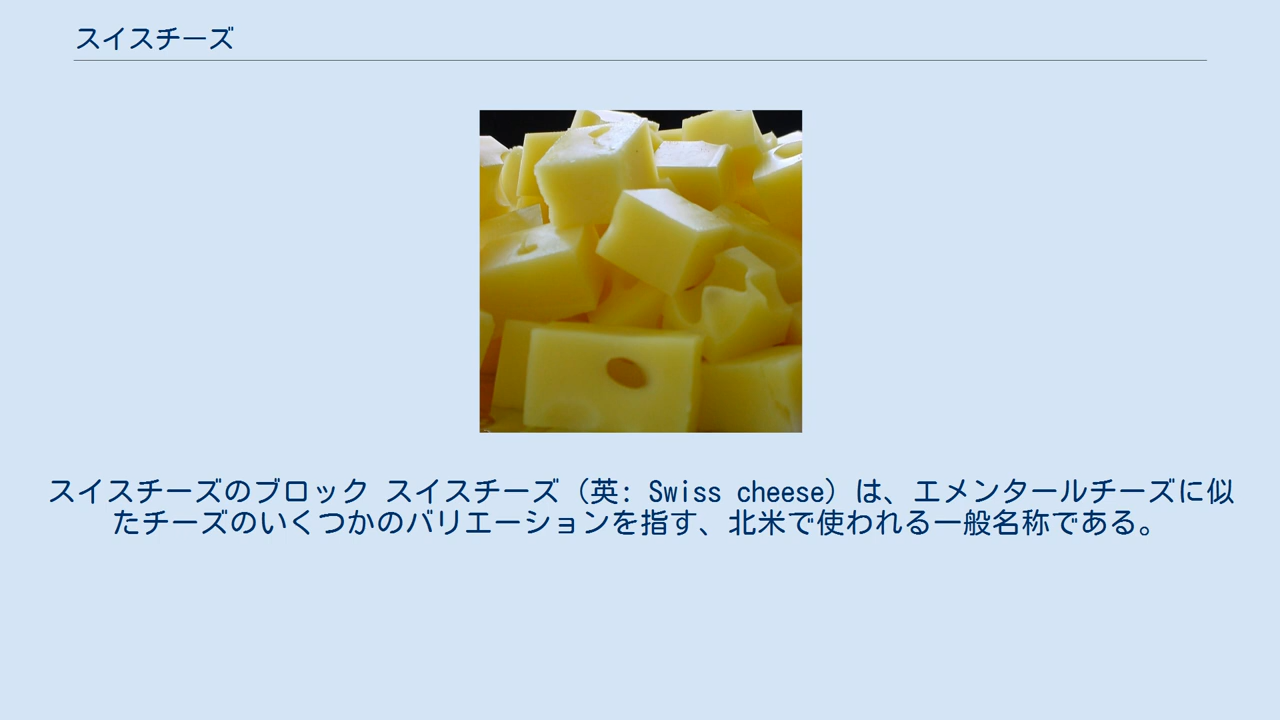 スイスチーズ
スイスチーズのブロック スイスチーズ（英: Swiss cheese）は、エメンタールチーズに似
たチーズのいくつかのバリエーションを指す、北米で使われる一般名称である。